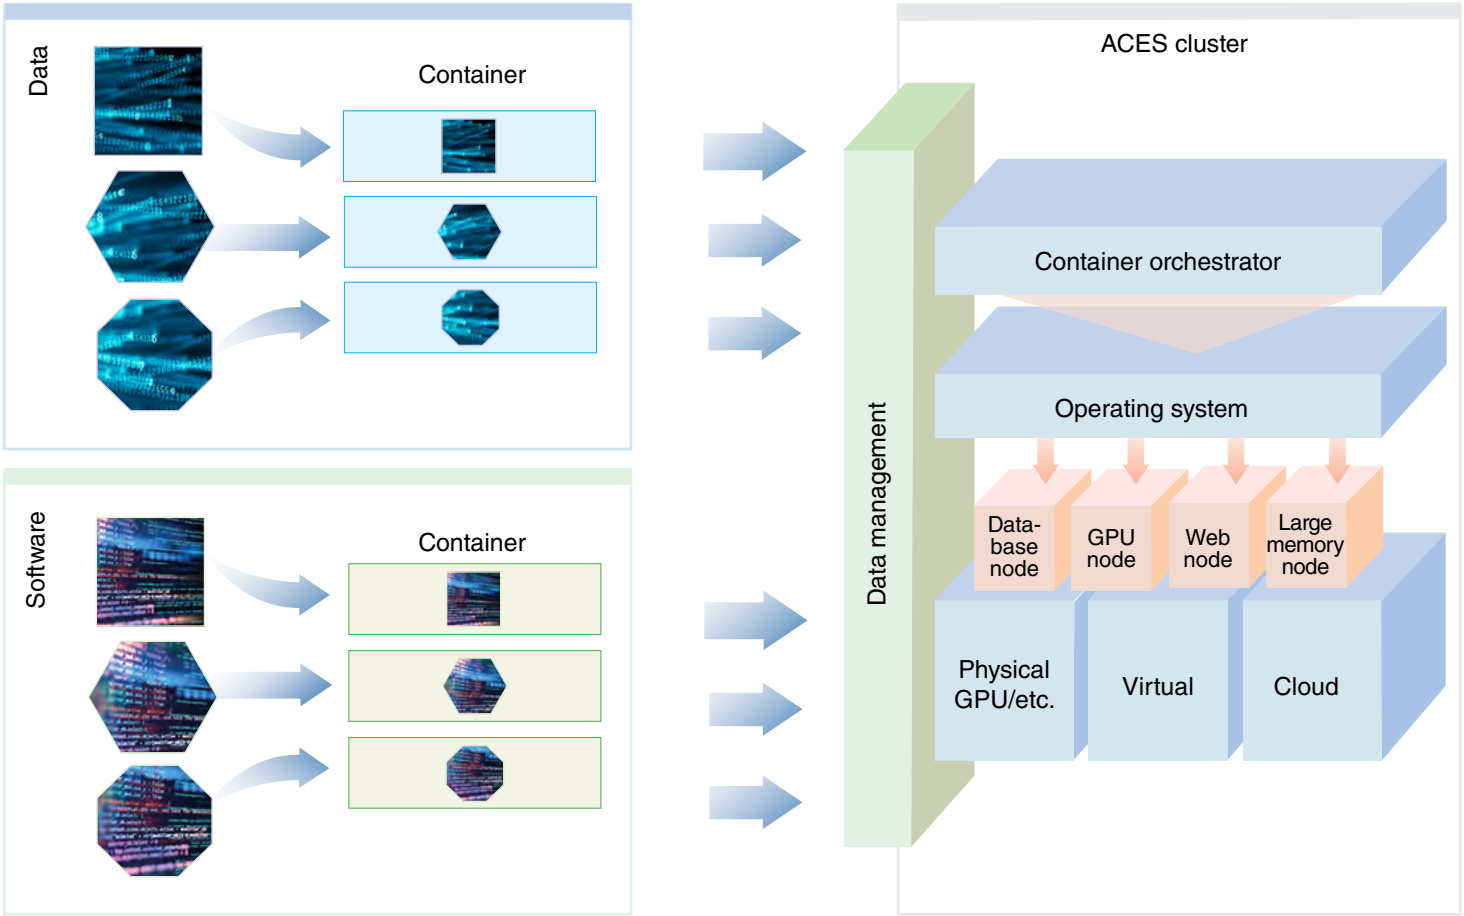 Data
Container
Software
Container
ACES cluster
Data management
Container orchestrator
Operating system
Data-
base
node
GPU
node
Web
node
Large
memory
node
Physical
GPU/etc.
Virtual
Cloud